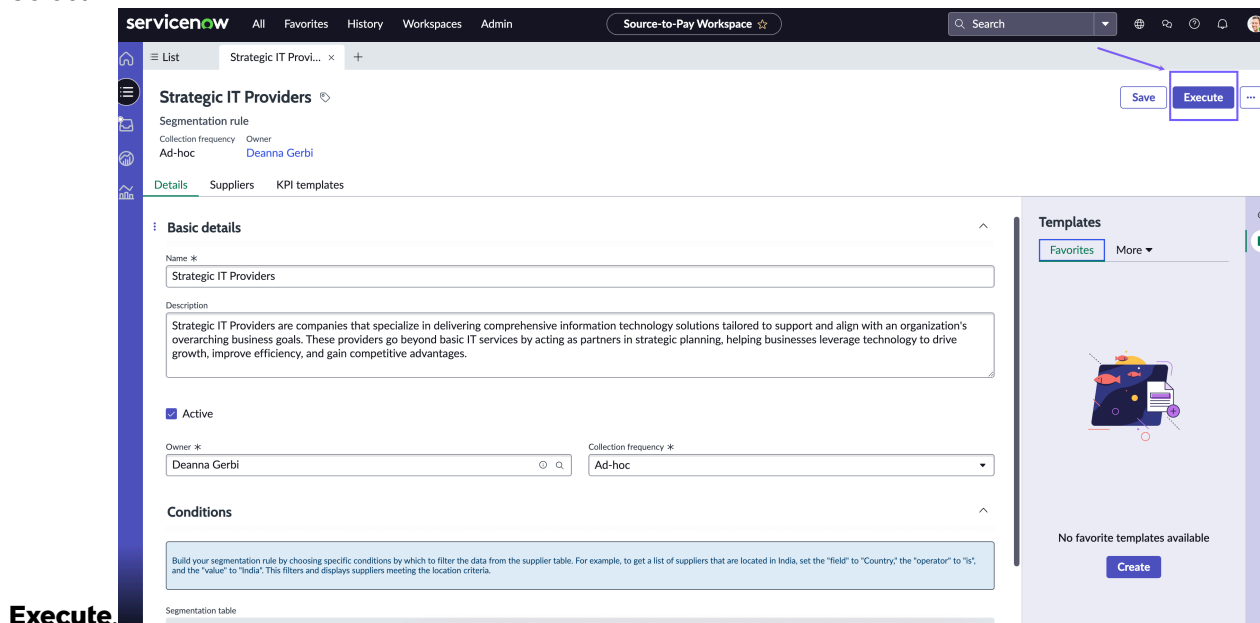 servicenow All Favorites History Workspaces Admin Source-to-Pay Workspace Search
List Strategic IT Provi... × +
Strategic IT Providers
Save Execute ...
Segmentation rule
Collection frequency Owner
Ad-hoc Deanna Gerbi
Details Suppliers KPI templates
Basic details
Name *
Strategic IT Providers
Description
Strategic IT Providers are companies that specialize in delivering comprehensive information technology solutions tailored to support and align with an organization's
overarching business goals. These providers go beyond basic IT services by acting as partners in strategic planning, helping businesses leverage technology to drive
growth, improve efficiency, and gain competitive advantages.
Active
Owner * Collection frequency *
Deanna Gerbi Ad-hoc
Conditions
Build your segmentation rule by choosing specific conditions by which to filter the data from the supplier table. For example, to get a list of suppliers that are located in India, set the "field" to "Country," the "operator" to "is",
and the "value" to "India". This filters and displays suppliers meeting the location criteria.
Segmentation table
Templates
Favorites More
No favorite templates available
Create
Execute.